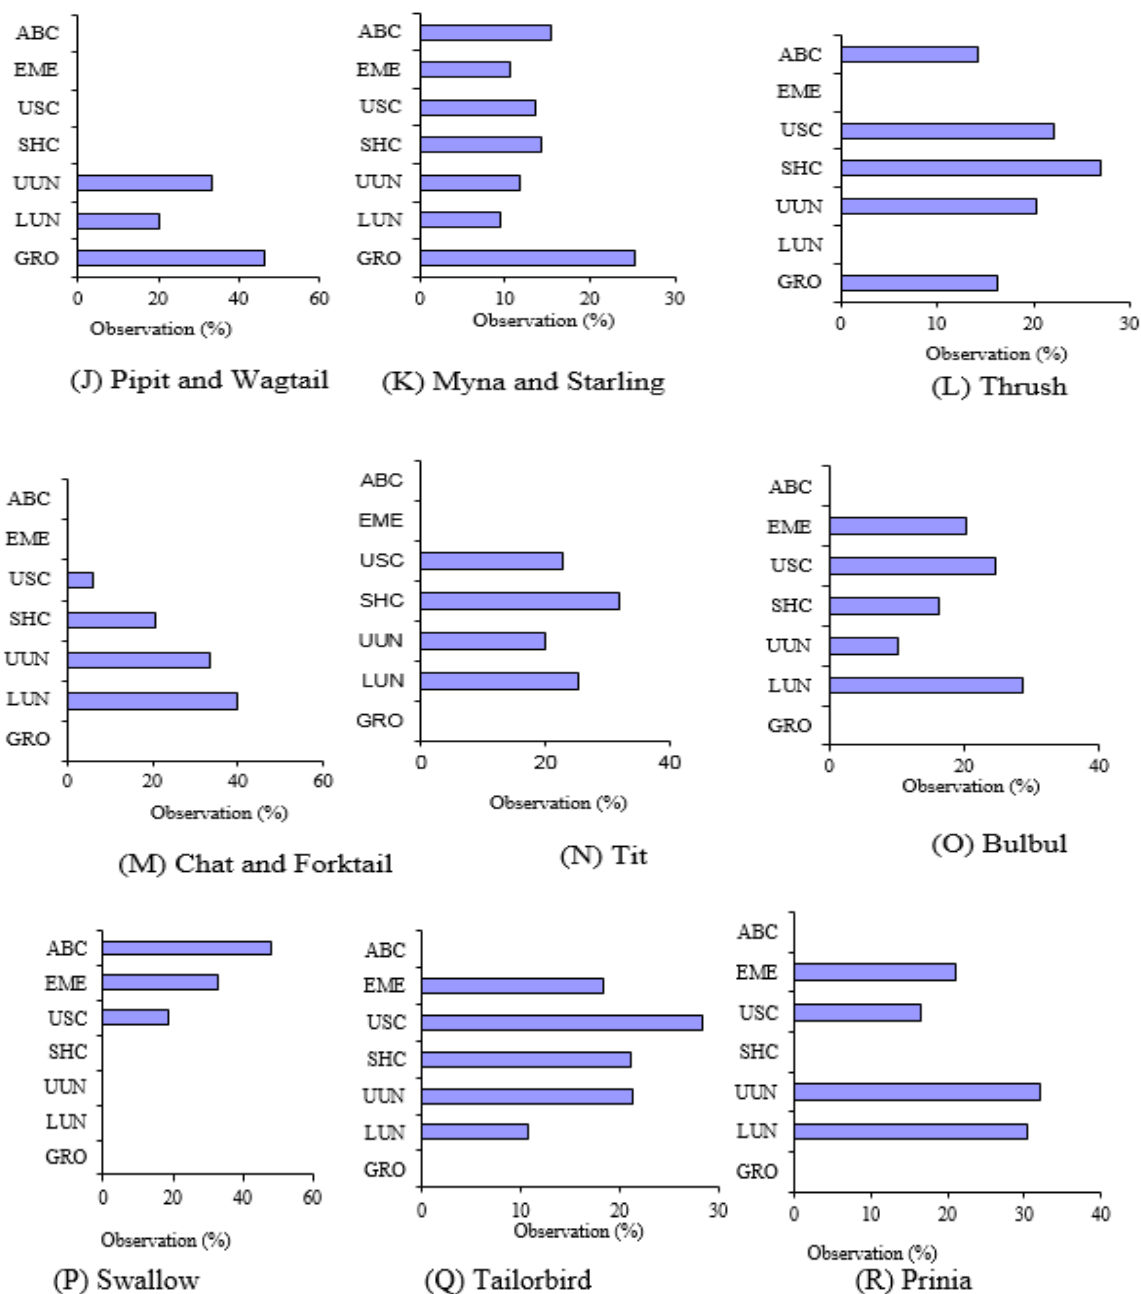 ABC
EME
USC
SHC
UUN
LUN
GRO
0 20 40 60
Observation (%)
(J) Pipit and Wagtail
ABC
EME
USC
SHC
UUN
LUN
GRO
0 10 20 30
Observation (%)
(K) Myna and Starling
ABC
EME
USC
SHC
UUN
LUN
GRO
0 10 20 30
Observation (%)
(L) Thrush
ABC
EME
USC
SHC
UUN
LUN
GRO
0 20 40 60
Observation (%)
(M) Chat and Forktail
ABC
EME
USC
SHC
UUN
LUN
GRO
0 20 40
Observation (%)
(N) Tit
ABC
EME
USC
SHC
UUN
LUN
GRO
0 20 40
Observation (%)
(O) Bulbul
ABC
EME
USC
SHC
UUN
LUN
GRO
0 20 40 60
Observation (%)
(P) Swallow
ABC
EME
USC
SHC
UUN
LUN
GRO
0 10 20 30
Observation (%)
(Q) Tailorbird
ABC
EME
USC
SHC
UUN
LUN
GRO
0 10 20 30 40
Observation (%)
(R) Prinia